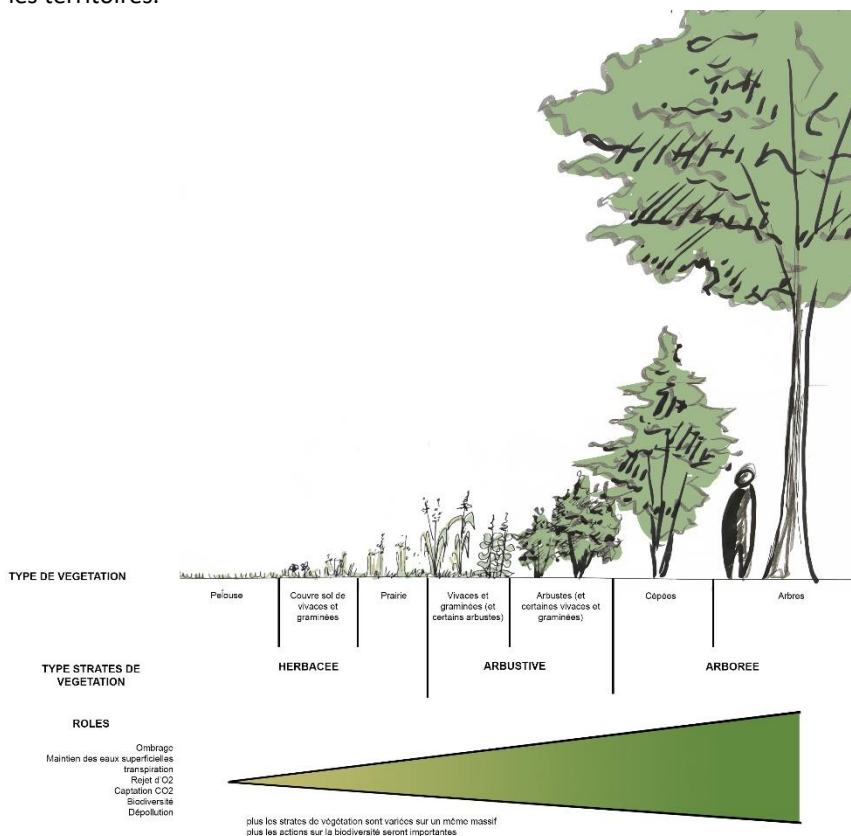 les territoires.
TYPE DE VEGETATION
Pelouse
Couvre sol de
vivaces et
graminées
Prairie
Vivaces et
graminées (et
certains arbustes)
Arbustes (et
certaines vivaces et
graminées)
Cépées
Arbres
TYPE STRATES DE
VEGETATION
HERBACEE
ARBUSTIVE
ARBOREE
ROLES
Ombrage
Maintien des eaux superficielles
transpiration
Rejet d'O2
Captation CO2
Biodiversité
Dépollution
plus les strates de végétation sont variées sur un même massif
plus les actions sur la biodiversité seront importantes